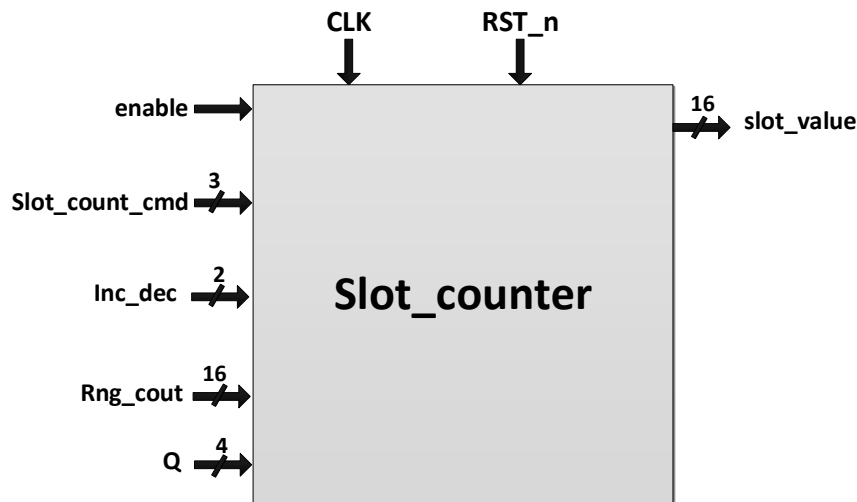 CLK RST_n
enable
16
slot_value
3
Slot_count_cmd
2
Inc_dec
Slot_counter
16
Rng_cout
4
Q